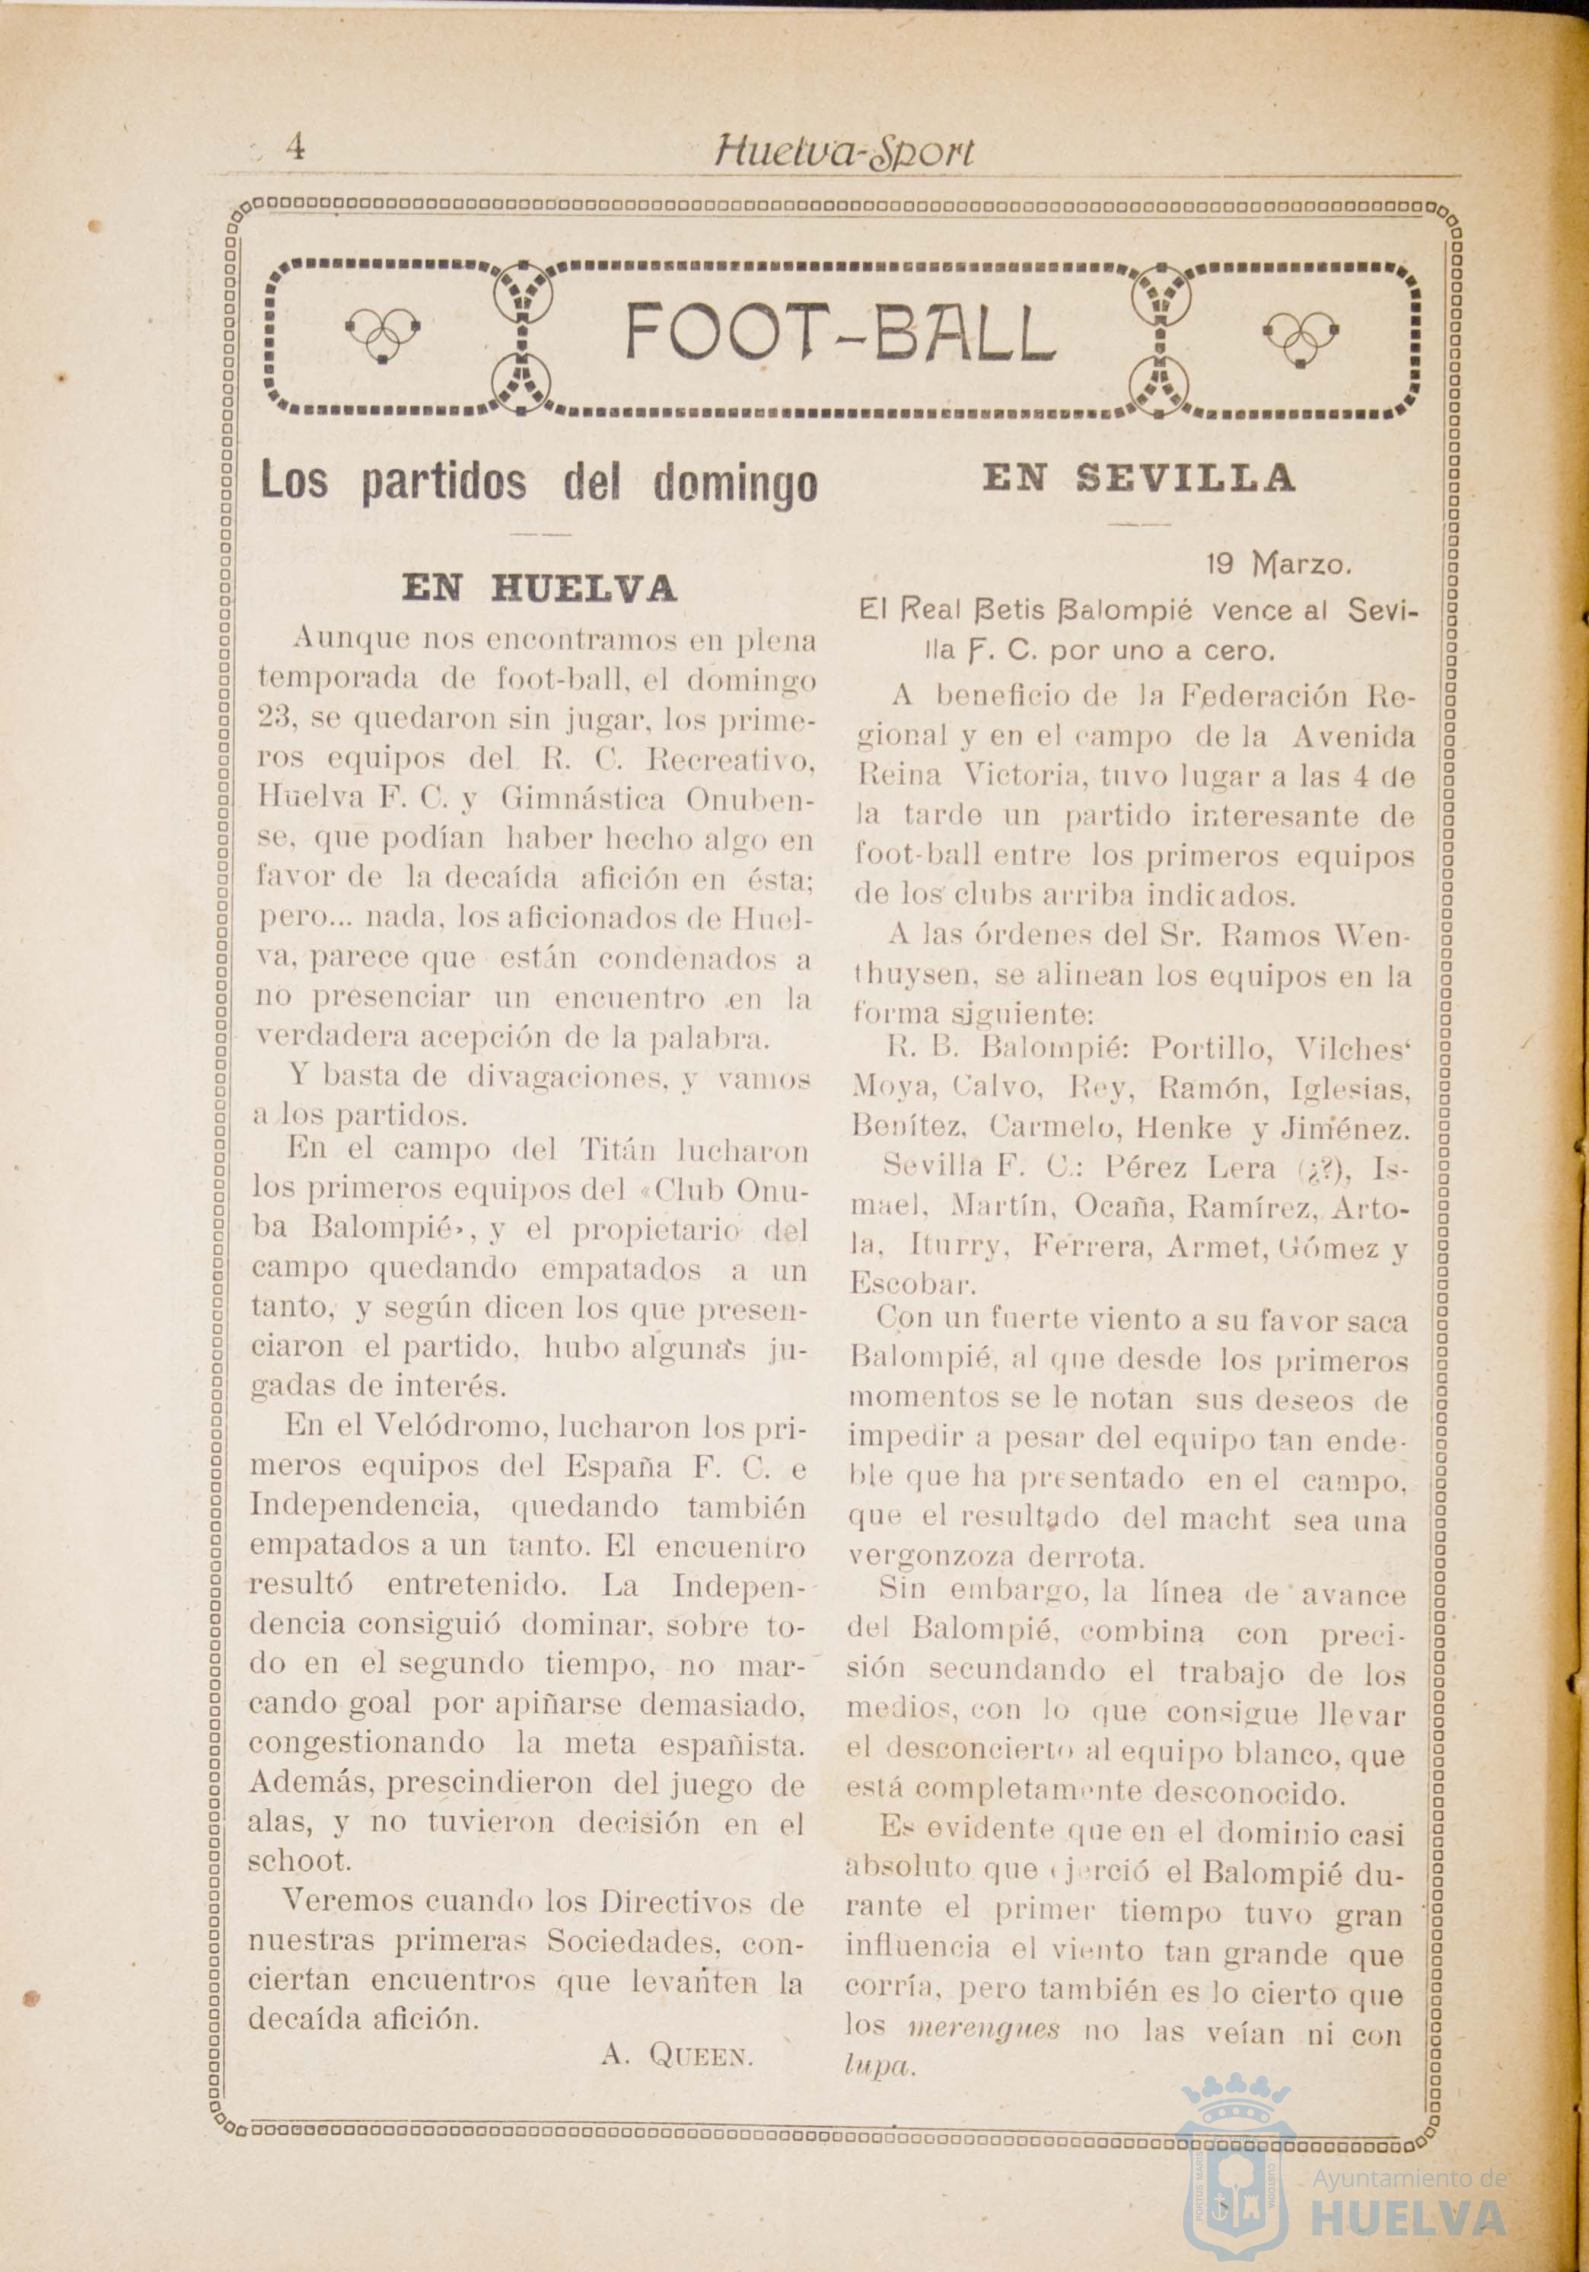 4
Huelva-Sport
FOOT-BALL
Los partidos del domingo
EN HUELVA
Aunque nos encontramos en plena
temporada de foot-ball, el domingo
23, se quedaron sin jugar, los prime-
ros equipos del R. C. Recreativo,
Huelva F. C. y Gimnástica Onuben-
se, que podían haber hecho algo en
favor de la decaída afición en ésta;
pero... nada, los aficionados de Huel-
va, parece que están condenados a
no presenciar un encuentro en la
verdadera acepción de la palabra.
Y basta de divagaciones, y vamos
a los partidos.
En el campo del Titán lucharon
los primeros equipos del «Club Onu-
ba Balompié», y el propietario del
campo quedando empatados a un
tanto, y según dicen los que presen-
ciaron el partido, hubo algunas ju-
gadas de interés.
En el Velódromo, lucharon los pri-
meros equipos del España F. C. e
Independencia, quedando también
empatados a un tanto. El encuentro
resultó entretenido. La Indepen-
dencia consiguió dominar, sobre to-
do en el segundo tiempo, no mar-
cando goal por apiñarse demasiado,
congestionando la meta españista.
Además, prescindieron del juego de
alas, y no tuvieron decisión en el
schoot.
Veremos cuando los Directivos de
nuestras primeras Sociedades, con-
ciertan encuentros que levanten la
decaída afición.
A. QUEEN.
EN SEVILLA
19 Marzo.
El Real Betis Balompié vence al Sevi-
lla F. C. por uno a cero.
A beneficio de la Federación Re-
gional y en el campo de la Avenida
Reina Victoria, tuvo lugar a las 4 de
la tarde un partido interesante de
foot-ball entre los primeros equipos
de los clubs arriba indicados.
A las órdenes del Sr. Ramos Wen-
thuysen, se alinean los equipos en la
forma siguiente:
R. B. Balompié: Portillo, Vilches‘
Moya, Calvo, Rey, Ramón, Iglesias,
Benítez, Carmelo, Henke y Jiménez.
Sevilla F. C.: Pérez Lera (¿?), Is-
mael, Martín, Ocaña, Ramírez, Arto-
la, Iturry, Ferrera, Armet, Gómez y
Escobar.
Con un fuerte viento a su favor saca
Balompié, al que desde los primeros
momentos se le notan sus deseos de
impedir a pesar del equipo tan ende-
ble que ha presentado en el campo,
que el resultado del macht sea una
vergonzoza derrota.
Sin embargo, la línea de avance
del Balompié, combina con preci-
sión secundando el trabajo de los
medios, con lo que consigue llevar
el desconcierto al equipo blanco, que
está completamente desconocido.
Es evidente que en el dominio casi
absoluto que ejerció el Balompié du-
rante el primer tiempo tuvo gran
influencia el viento tan grande que
corría, pero también es lo cierto que
los merengues no las veían ni con
lupa.
PORTUS MARIS
CUSTODIA
Ayuntamiento de
HUELVA